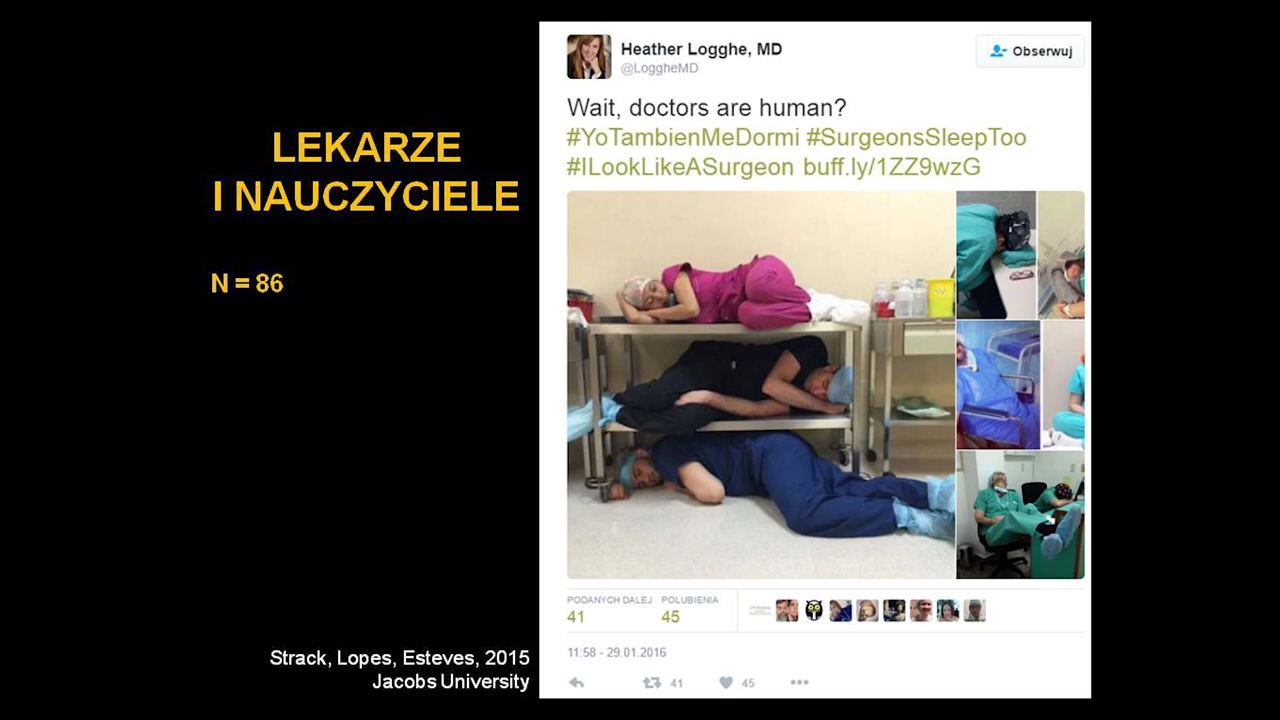 LEKARZE
I NAUCZYCIELE
N = 86
Strack, Lopes, Esteves, 2015
Jacobs University
Heather Logghe, MD
@LoggheMD
Obserwuj
Wait, doctors are human?
#YoTambienMeDormi #SurgeonsSleepToo
#ILookLikeASurgeon buff.ly/1ZZ9wzG
PODANYCH DALEJ POLUBIENIA
41 45
11:58 - 29.01.2016
41 45